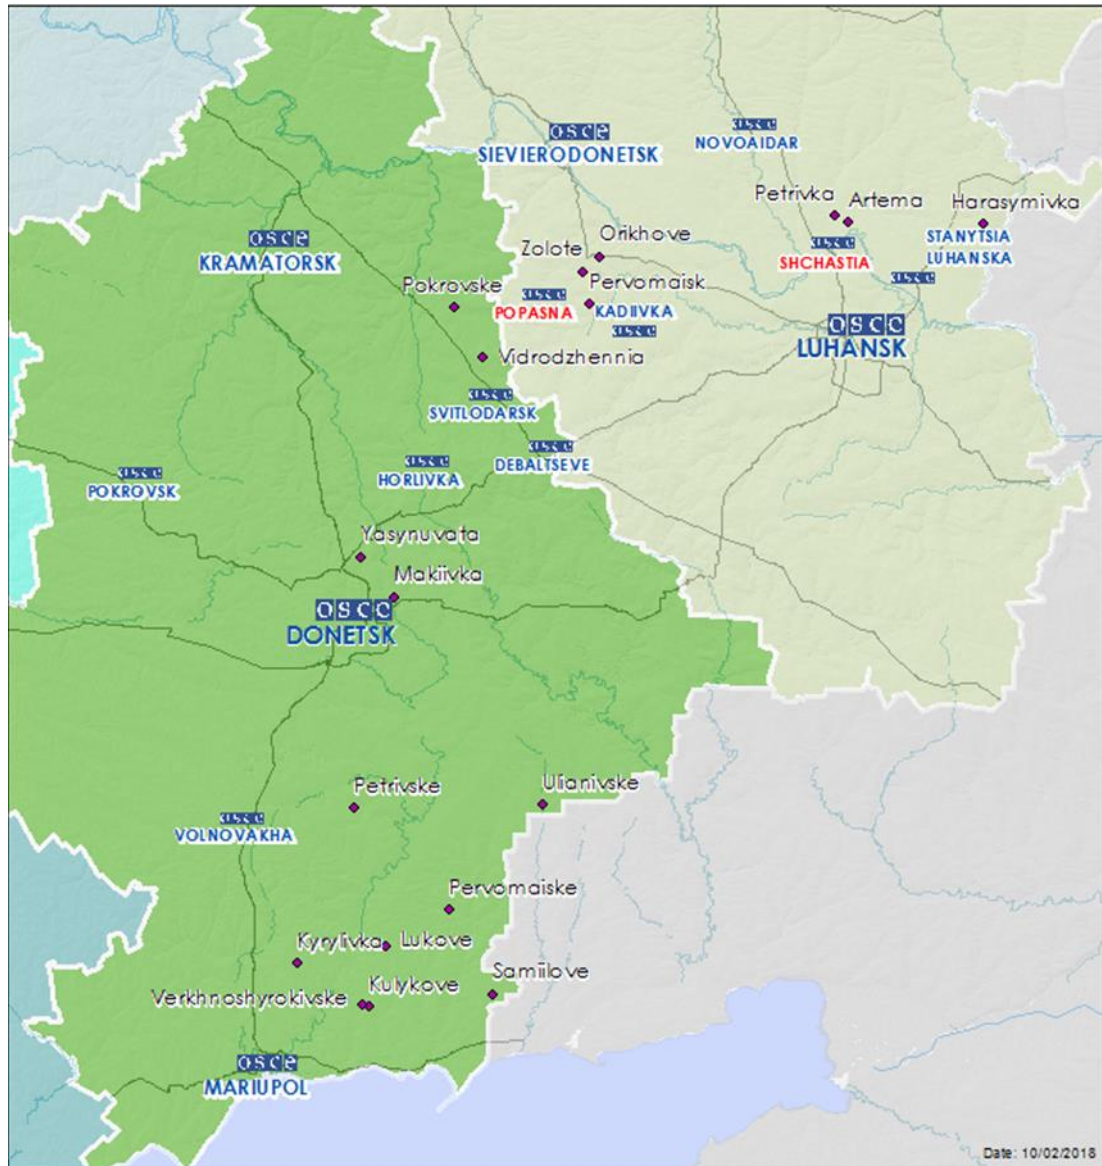 osce
SIEVIERODONETSK
osce
NOVOAIDAR
Petrivka
Artema
Harasymivka
osce
SHCHASTIA
STANYTSIA
LUHANSKA
osce
osce
KRAMATORSK
Zolote
Orikhove
Pokrovske
Pervomaisk
osce
POPASNA
KADIIVKA
osce
osce
LUHANSK
Vidrodzhennia
osce
SVITLODARSK
osce
DEBALTSEVE
osce
HORLIVKA
osce
POKROVSK
Yasynuvata
Makiivka
osce
DONETSK
Petrivske
Ulianivske
osce
VOLNOVAKHA
Pervomaiske
Kyrylivka
Lukove
Samiilove
Verkhnoshyrokivske
Kulykove
osce
MARIUPOL
Date: 10/02/2018